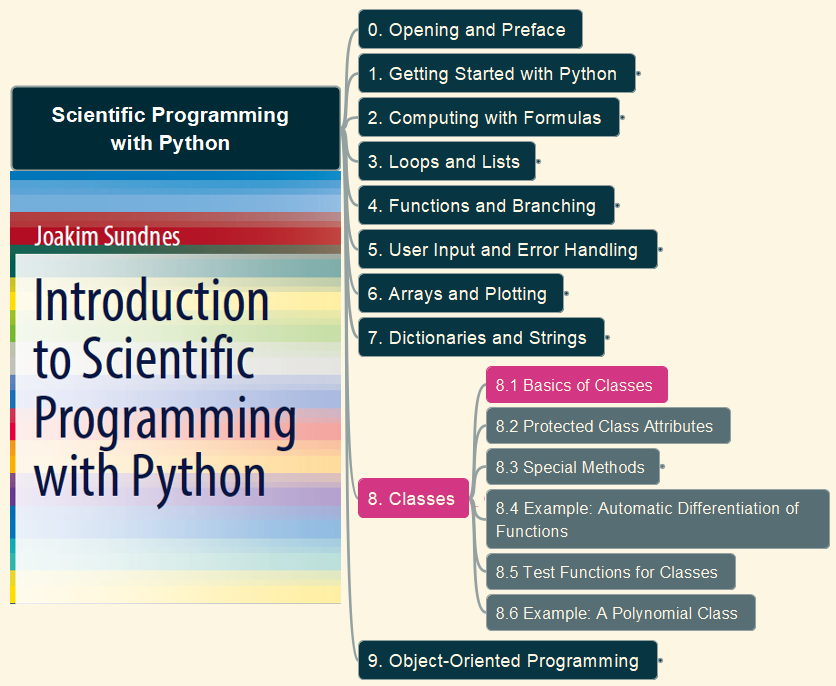 Scientific Programming
with Python
Joakim Sundnes
Introduction
to Scientific
Programming
with Python
0. Opening and Preface
1. Getting Started with Python
2. Computing with Formulas
3. Loops and Lists
4. Functions and Branching
5. User Input and Error Handling
6. Arrays and Plotting
7. Dictionaries and Strings
8. Classes
8.1 Basics of Classes
8.2 Protected Class Attributes
8.3 Special Methods
8.4 Example: Automatic Differentiation of
Functions
8.5 Test Functions for Classes
8.6 Example: A Polynomial Class
9. Object-Oriented Programming